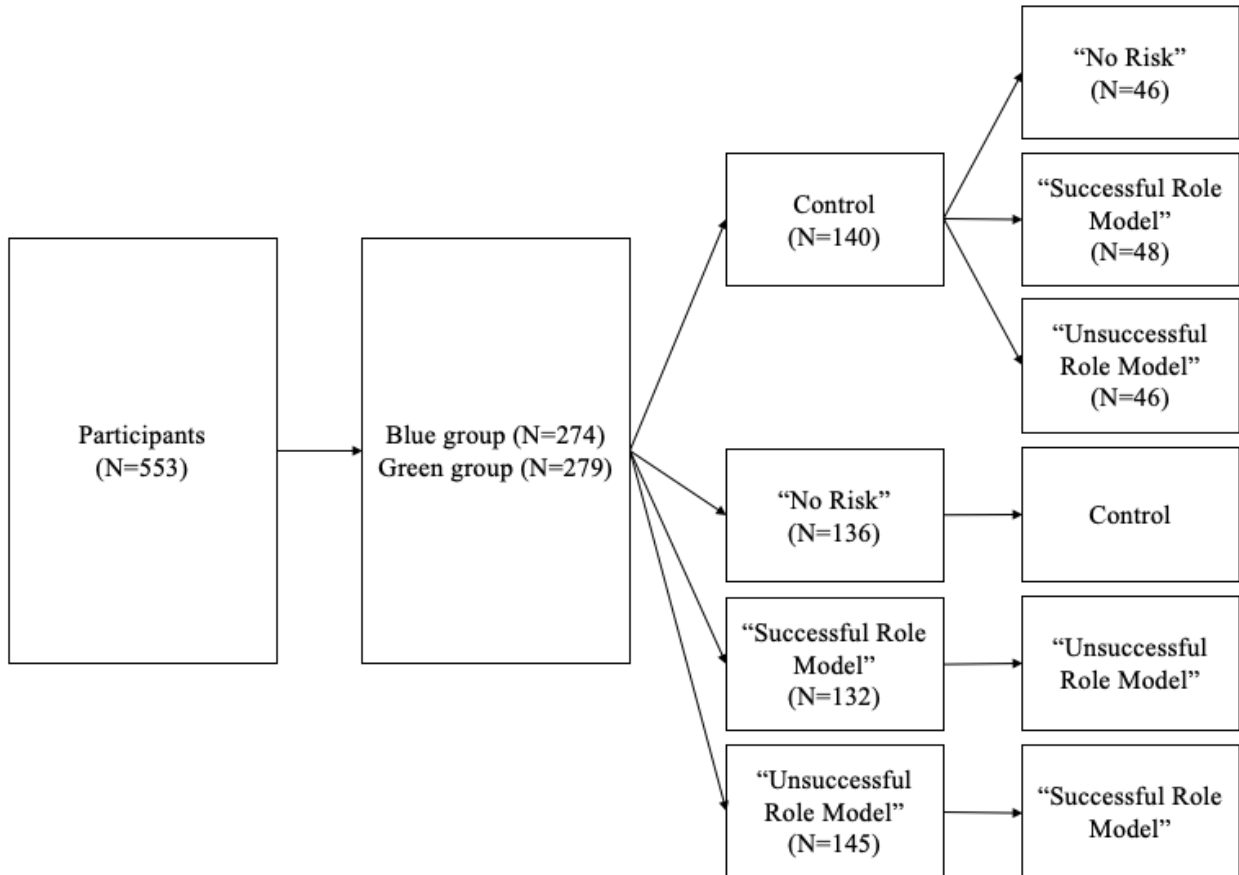 Participants
(N=553)
Blue group (N=274)
Green group (N=279)
Control
(N=140)
“No Risk”
(N=136)
“Successful Role
Model”
(N=132)
“Unsuccessful
Role Model”
(N=145)
“No Risk”
(N=46)
“Successful Role
Model”
(N=48)
“Unsuccessful
Role Model”
(N=46)
Control
“Unsuccessful
Role Model”
“Successful Role
Model”